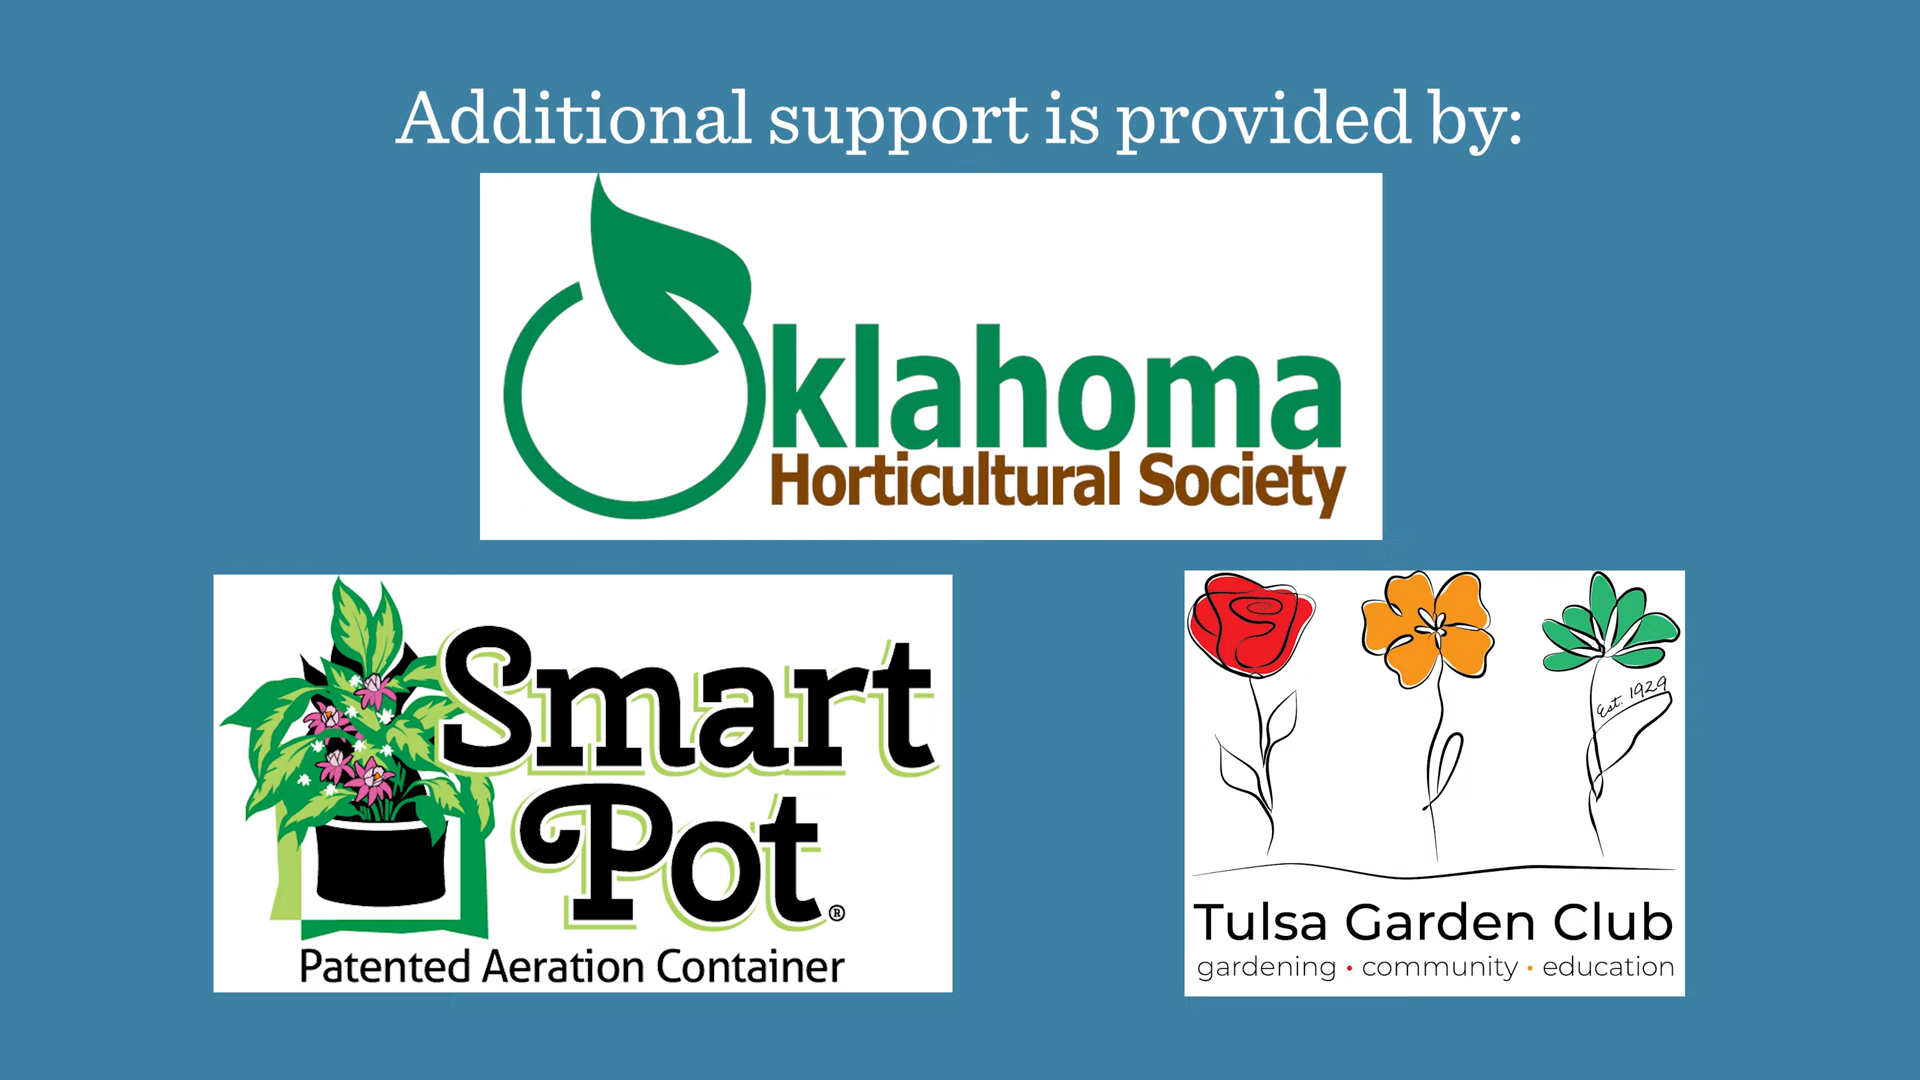 Additional support is provided by:
Oklahoma
Horticultural Society
Smart
Pot®
Patented Aeration Container
Est. 1929
Tulsa Garden Club
gardening • community • education